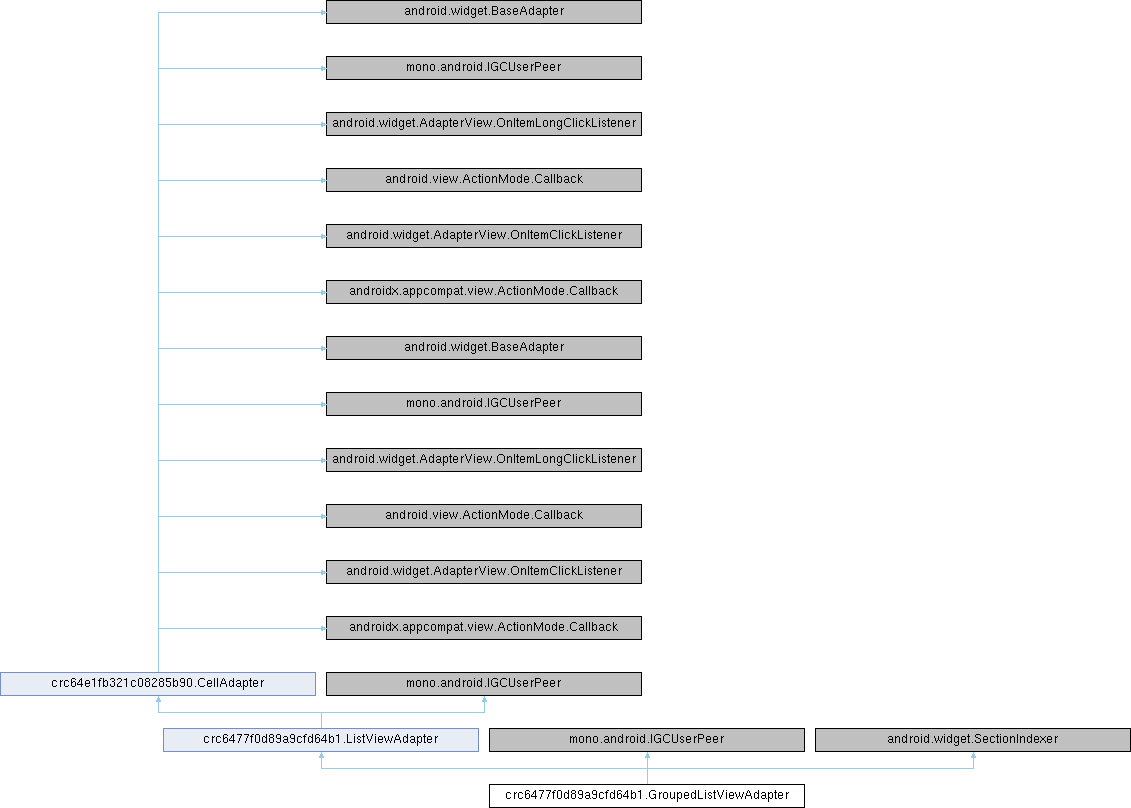 android.widget.BaseAdapter
mono.android.IGCUserPeer
android.widget.AdapterView.OnItemLongClickListener
android.view.ActionMode.Callback
android.widget.AdapterView.OnItemClickListener
androidx.appcompat.view.ActionMode.Callback
android.widget.BaseAdapter
mono.android.IGCUserPeer
android.widget.AdapterView.OnItemLongClickListener
android.view.ActionMode.Callback
android.widget.AdapterView.OnItemClickListener
androidx.appcompat.view.ActionMode.Callback
crc64e1fb321c08285b90.CellAdapter
mono.android.IGCUserPeer
crc6477f0d89a9cfd64b1.ListViewAdapter
mono.android.IGCUserPeer
android.widget.SectionIndexer
crc6477f0d89a9cfd64b1.GroupedListViewAdapter